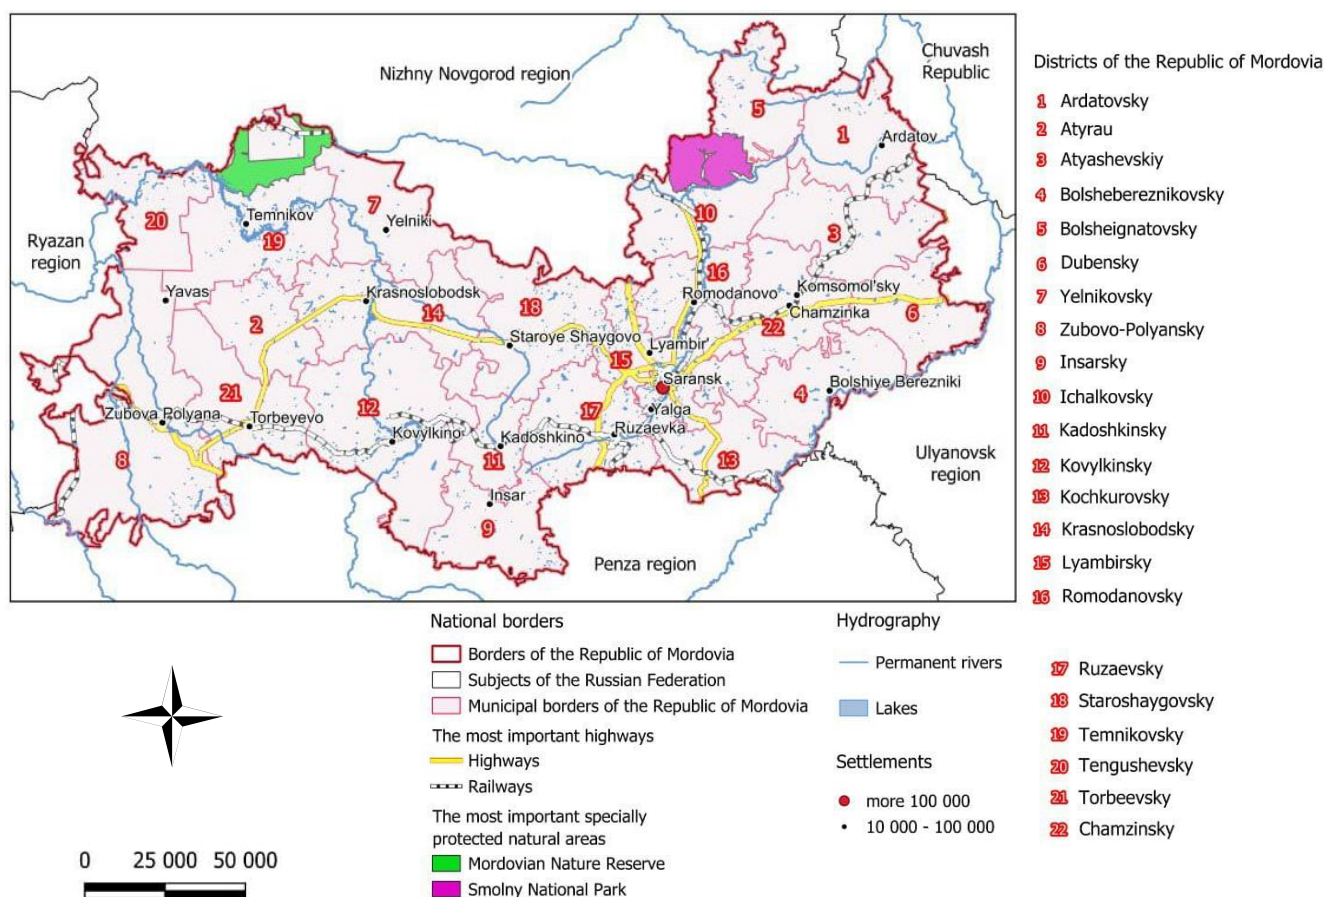 Nizhny Novgorod region
Chuvash
Republic
5
1
Ardatov
20
Temnikov
19
7
Yelniki
10
3
Ryazan
region
16
Yavas
Krasnoslobodsk
14
18
Romodanovo
Komsomol'sky
Chamzinka
6
2
22
Staroye Shaygovo
Lyambir'
15
Saransk
21
12
17
Yalga
4
Bolshiye Berezniki
Zubova Polyana
Torbeyevo
Kovylkino
Kadoshkino
Ruzaevka
8
11
13
Ulyanovsk
region
Insar
9
Penza region
Districts of the Republic of Mordovia
1 Ardatovsky
2 Atyrau
3 Atyashevskiy
4 Bolshebereznikovsky
5 Bolsheignatovsky
6 Dubensky
7 Yelnikovsky
8 Zubovo-Polyansky
9 Insarsky
10 Ichalkovsky
11 Kadoshkinsky
12 Kovylkinsky
13 Kochkurovsky
14 Krasnoslobodsky
15 Lyambirsky
16 Romodanovsky
17 Ruzaevsky
18 Staroshaygovsky
19 Temnikovsky
20 Tengushevsky
21 Torbeevsky
22 Chamzinsky
National borders
Borders of the Republic of Mordovia
Subjects of the Russian Federation
Municipal borders of the Republic of Mordovia
The most important highways
Highways
Railways
The most important specially
protected natural areas
Mordovian Nature Reserve
Smolny National Park
Hydrography
Permanent rivers
Lakes
Settlements
more 100 000
10 000 - 100 000
0 25 000 50 000